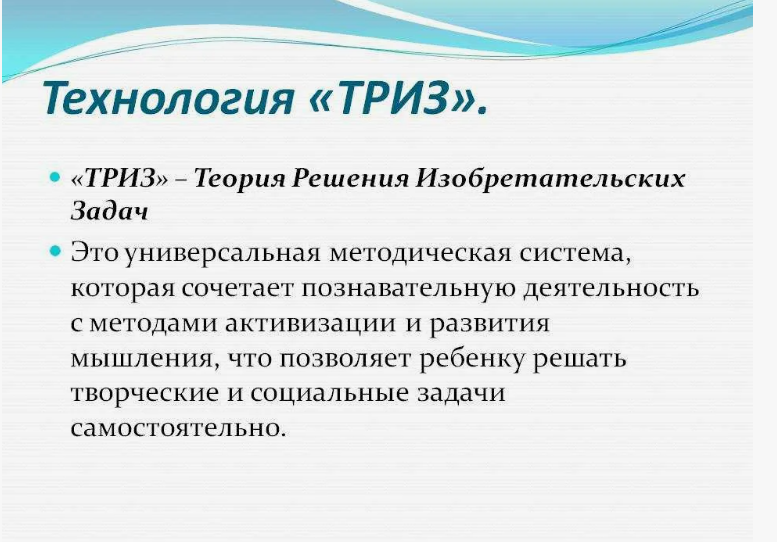 Технология «ТРИЗ».
«ТРИЗ» – Теория Решения Изобретательских
Задач
Это универсальная методическая система,
которая сочетает познавательную деятельность
с методами активизации и развития
мышления, что позволяет ребенку решать
творческие и социальные задачи
самостоятельно.